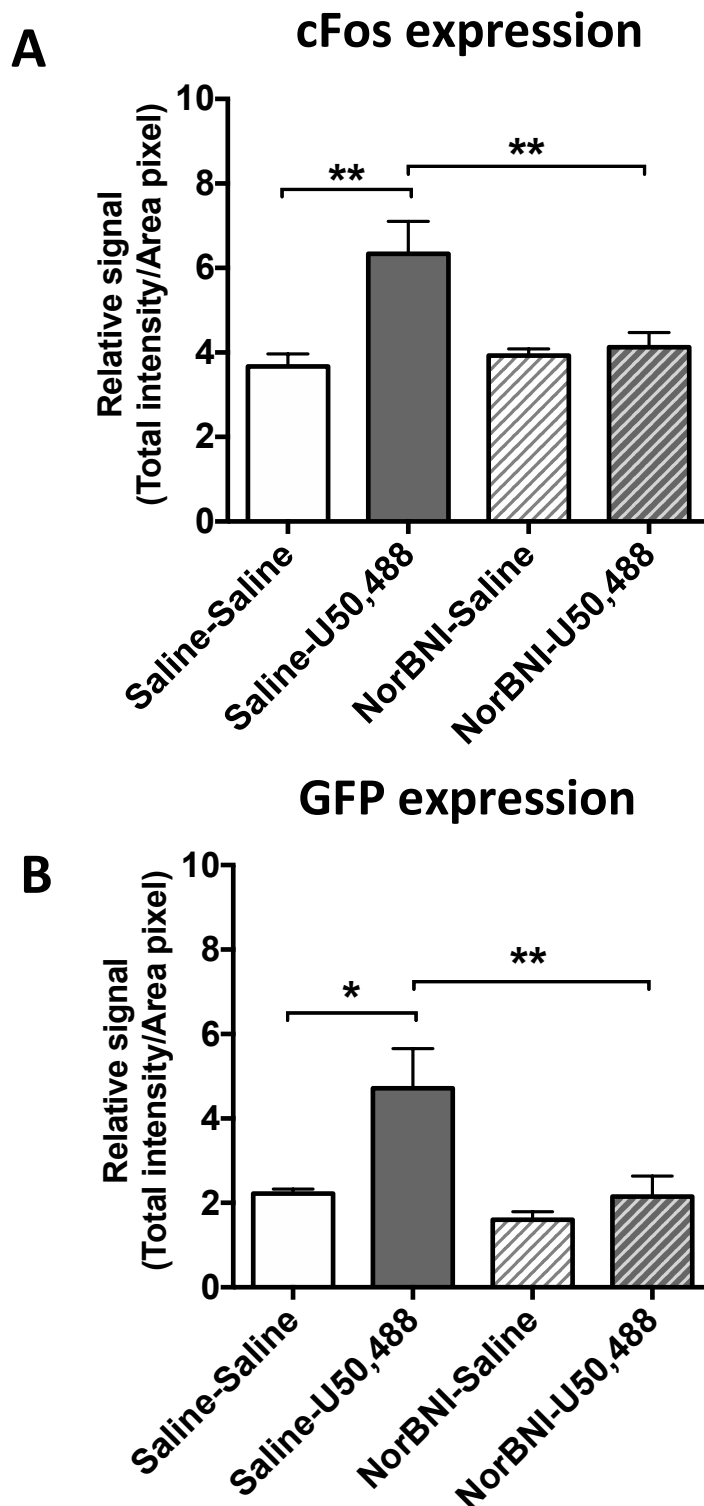 A
cFos expression
Relative signal
(Total intensity/Area pixel)
10
8
6
4
2
0
**
**
Saline-Saline
Saline-U50,488
NorBNI-Saline
NorBNI-U50,488
B
GFP expression
Relative signal
(Total intensity/Area pixel)
10
8
6
4
2
0
*
**
Saline-Saline
Saline-U50,488
NorBNI-Saline
NorBNI-U50,488